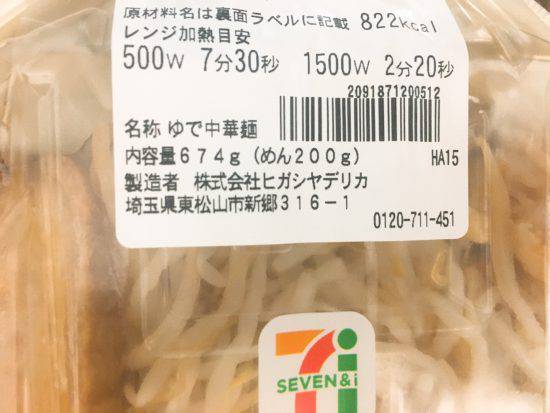 原材料名は裏面ラベルに記載 822kcal
レンジ加熱目安
500W 7分30秒 1500W 2分20秒
2091871200512
名称 ゆで中華麺
内容量674g(めん200g) HA15
製造者 株式会社ヒガシヤデリカ
埼玉県東松山市新郷316-1
0120-711-451
7i
SEVEN&i